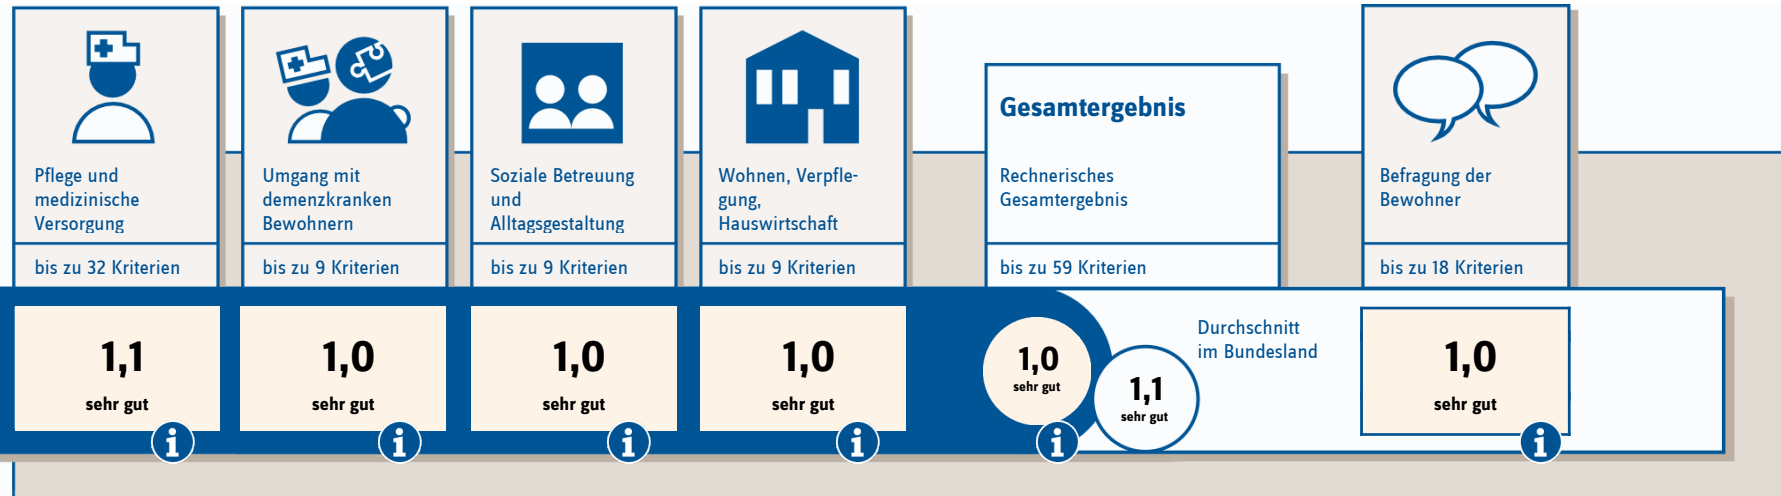 Pflege und
medizinische
Versorgung
bis zu 32 Kriterien
1,1
sehr gut
i
Umgang mit
demenzkranken
Bewohnern
bis zu 9 Kriterien
1,0
sehr gut
i
Soziale Betreuung
und
Alltagsgestaltung
bis zu 9 Kriterien
1,0
sehr gut
i
Wohnen, Verpfle-
gung,
Hauswirtschaft
bis zu 9 Kriterien
1,0
sehr gut
i
Gesamtergebnis
Rechnerisches
Gesamtergebnis
bis zu 59 Kriterien
1,0
sehr gut
i
1,1
sehr gut
Durchschnitt
im Bundesland
Befragung der
Bewohner
bis zu 18 Kriterien
1,0
sehr gut
i